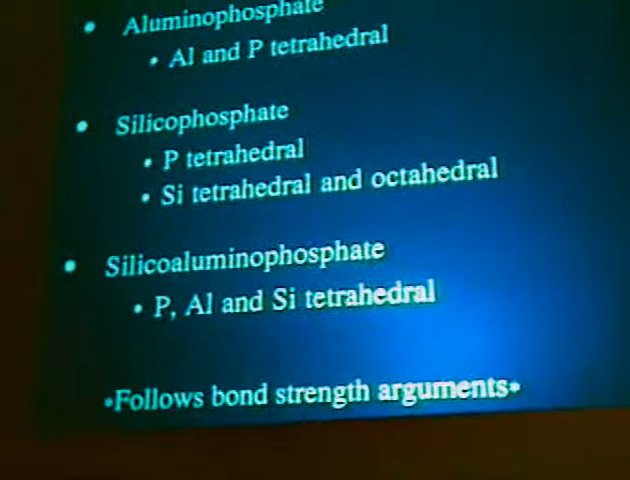 • Aluminophosphate
• Al and P tetrahedral
• Silicophosphate
• P tetrahedral
• Si tetrahedral and octahedral
• Silicoaluminophosphate
• P, Al and Si tetrahedral
•Follows bond strength arguments•